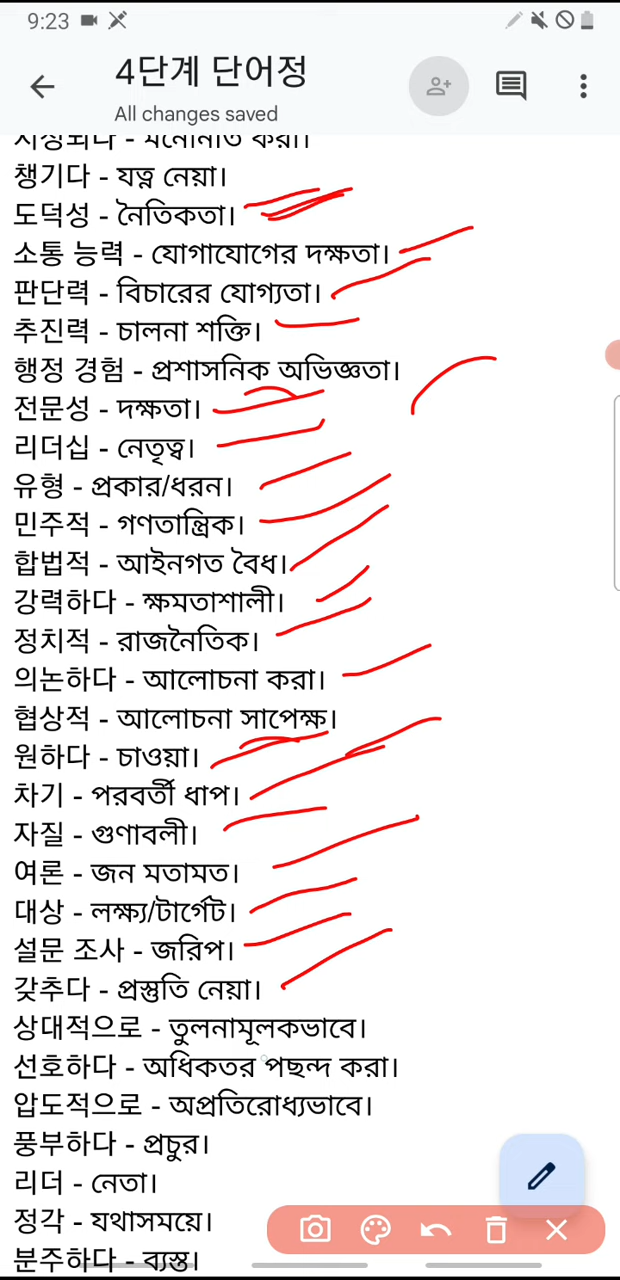 9:23
4단계 단어정
All changes saved
지정되다 - মনোনীত করা।
챙기다 - যত্ন নেয়া।
도덕성 - নৈতিকতা।
소통 능력 - যোগাযোগের দক্ষতা।
판단력 - বিচারের যোগ্যতা।
추진력 - চালনা শক্তি।
행정 경험 - প্রশাসনিক অভিজ্ঞতা।
전문성 - দক্ষতা।
리더십 - নেতৃত্ব।
유형 - প্রকার/ধরন।
민주적 - গণতান্ত্রিক।
합법적 - আইনগত বৈধ।
강력하다 - ক্ষমতাশালী।
정치적 - রাজনৈতিক।
의논하다 - আলোচনা করা।
협상적 - আলোচনা সাপেক্ষ।
원하다 - চাওয়া।
차기 - পরবর্তী ধাপ।
자질 - গুণাবলী।
여론 - জন মতামত।
대상 - লক্ষ্য/টার্গেট।
설문 조사 - জরিপ।
갖추다 - প্রস্তুতি নেয়া।
상대적으로 - তুলনামূলকভাবে।
선호하다 - অধিকতর পছন্দ করা।
압도적으로 - অপ্রতিরোধ্যভাবে।
풍부하다 - প্রচুর।
리더 - নেতা।
정각 - যথাসময়ে।
분주하다 - ব্যস্ত।